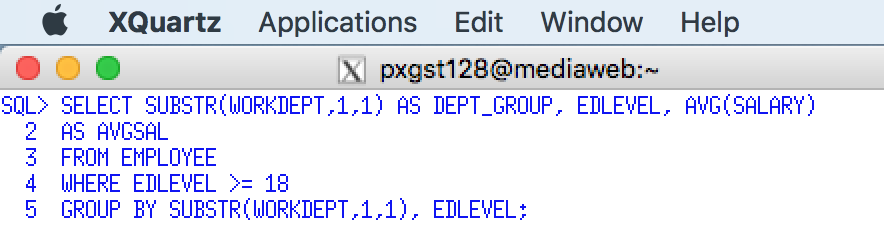 XQuartz Applications Edit Window Help
X pxgst128@mediaweb:~
SQL> SELECT SUBSTR(WORKDEPT,1,1) AS DEPT_GROUP, EDLEVEL, AVG(SALARY)
2 AS AVGSAL
3 FROM EMPLOYEE
4 WHERE EDLEVEL >= 18
5 GROUP BY SUBSTR(WORKDEPT,1,1), EDLEVEL;